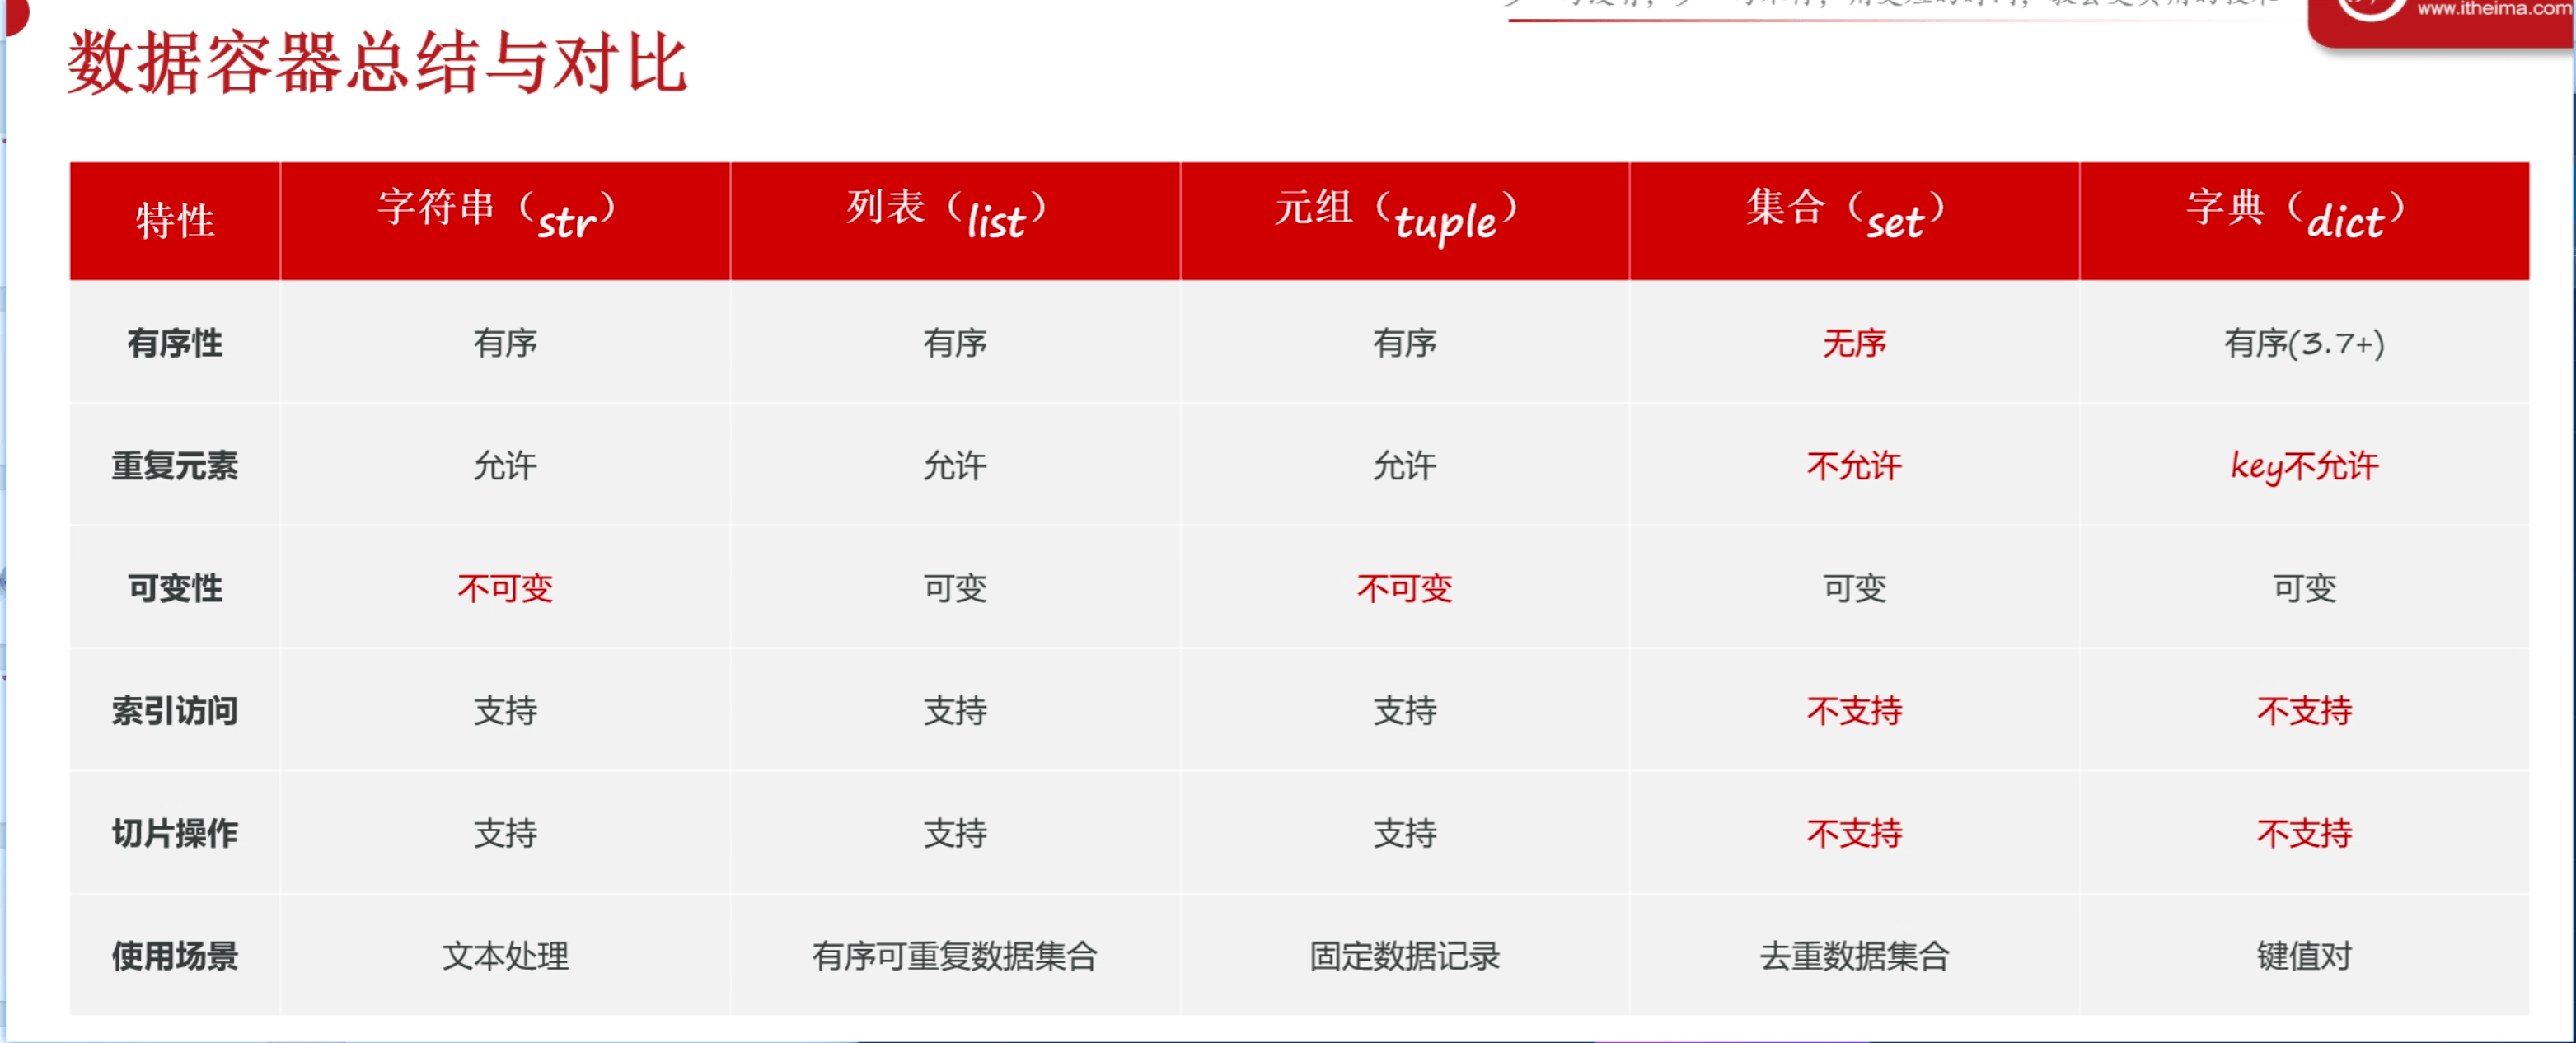 www.itheima.com
数据容器总结与对比
特性 字符串（str） 列表（list） 元组（tuple） 集合（set） 字典（dict）
有序性 有序 有序 有序 无序 有序(3.7+)
重复元素 允许 允许 允许 不允许 key不允许
可变性 不可变 可变 不可变 可变 可变
索引访问 支持 支持 支持 不支持 不支持
切片操作 支持 支持 支持 不支持 不支持
使用场景 文本处理 有序可重复数据集合 固定数据记录 去重数据集合 键值对